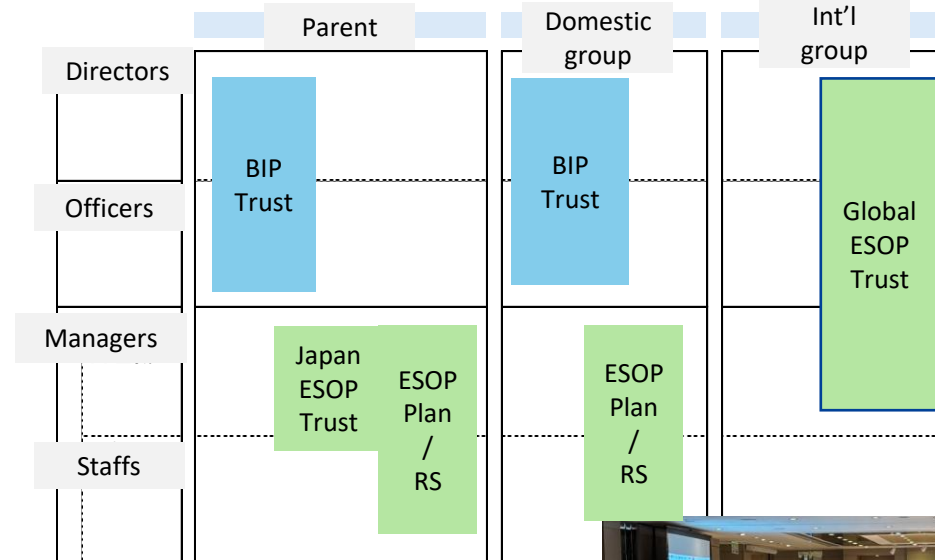 Parent
Domestic
group
Int'l
group
Directors
BIP
Trust
BIP
Trust
Officers
Global
ESOP
Trust
Managers
Japan
ESOP
Trust
ESOP
Plan
/
RS
ESOP
Plan
/
RS
Staffs